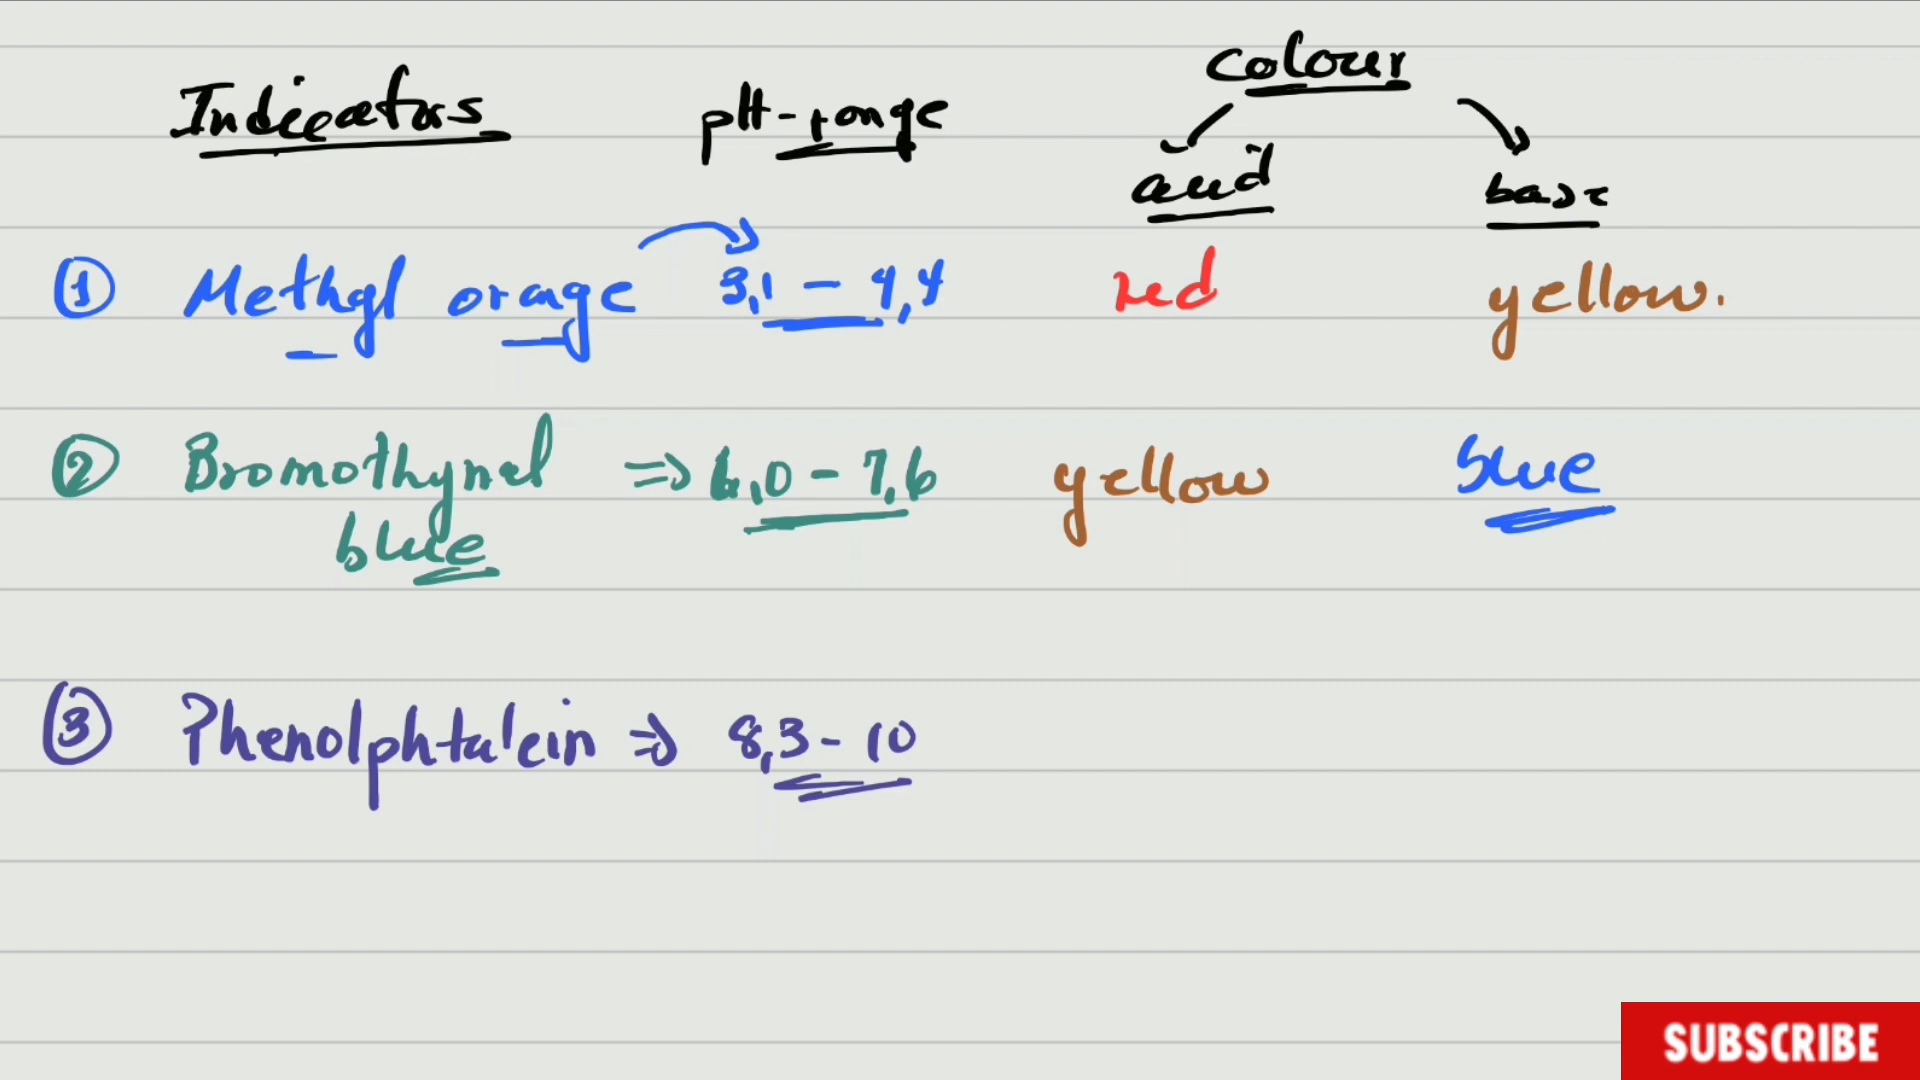 Colour
Indicators pH-range
acid base
① Methyl orange 3,1 - 4,4 red yellow.
② Bromothymol ⇒ 6,0 - 7,6 yellow blue
blue
③ Phenolphtalein ⇒ 8,3 - 10
SUBSCRIBE